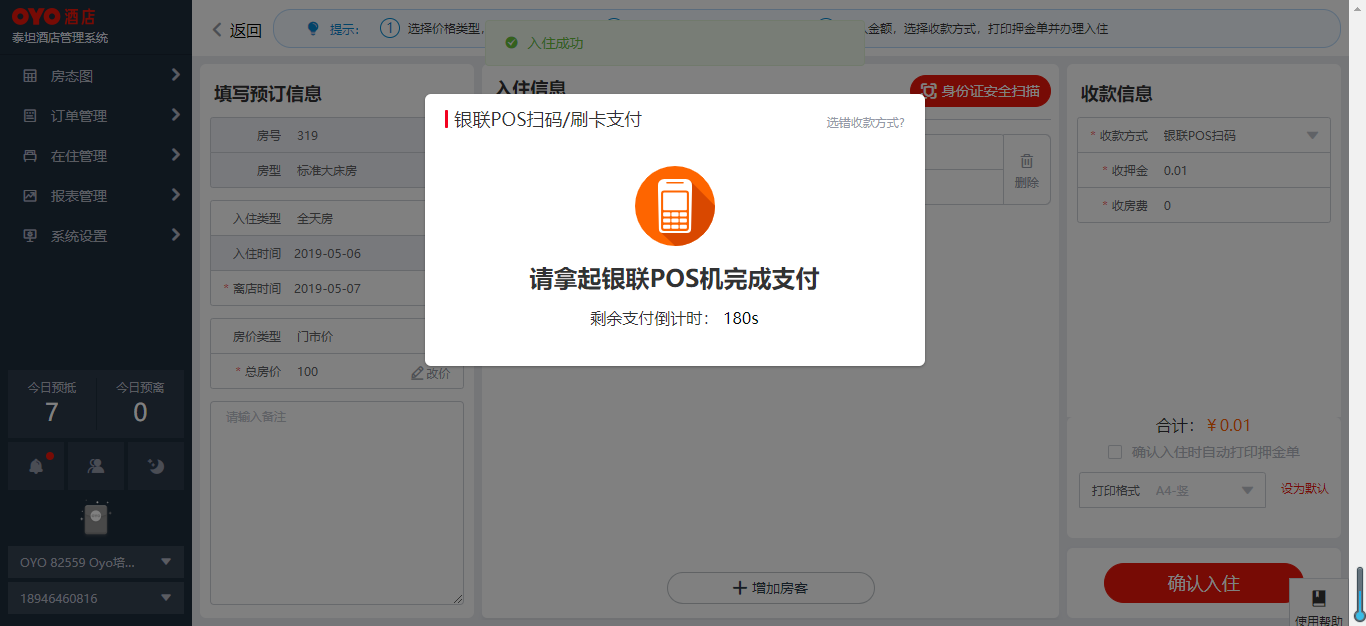 OYO 酒店
泰坦酒店管理系统
房态图
订单管理
在住管理
报表管理
系统设置
今日预抵
7
今日预离
0
OYO 82559 Oyo培...
18946460816
返回
提示:
1 选择价格类型,
金额，选择收款方式，打印押金单并办理入住
入住成功
填写预订信息
房号 319
房型 标准大床房
入住类型 全天房
入住时间 2019-05-06
* 离店时间 2019-05-07
房价类型 门市价
* 总房价 100 改价
请输入备注
入住信息
身份证安全扫描
删除
增加房客
银联POS扫码/刷卡支付
选错收款方式?
请拿起银联POS机完成支付
剩余支付倒计时： 180s
收款信息
* 收款方式 银联POS扫码
* 收押金 0.01
* 收房费 0
合计： ￥0.01
确认入住时自动打印押金单
打印格式 A4-竖 设为默认
确认入住
使用帮助